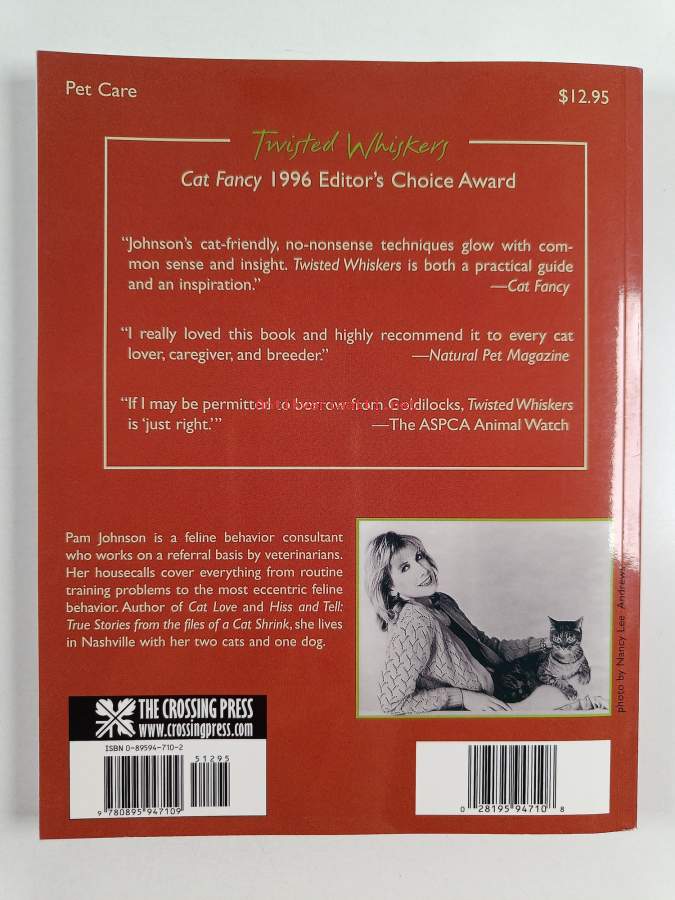 Pet Care
$12.95
Twisted Whiskers
Cat Fancy 1996 Editor's Choice Award
“Johnson's cat-friendly, no-nonsense techniques glow with com-
mon sense and insight. Twisted Whiskers is both a practical guide
and an inspiration.” —Cat Fancy
“I really loved this book and highly recommend it to every cat
lover, caregiver, and breeder.” —Natural Pet Magazine
“If I may be permitted to borrow from Goldilocks, Twisted Whiskers
is ‘just right.’” —The ASPCA Animal Watch
Pam Johnson is a feline behavior consultant
who works on a referral basis by veterinarians.
Her housecalls cover everything from routine
training problems to the most eccentric feline
behavior. Author of Cat Love and Hiss and Tell:
True Stories from the files of a Cat Shrink, she lives
in Nashville with her two cats and one dog.
photo by Nancy Lee Andrews
THE CROSSING PRESS
www.crossingpress.com
ISBN 0-89594-710-2
51295
9 780895 947109
0 28195 94710 8